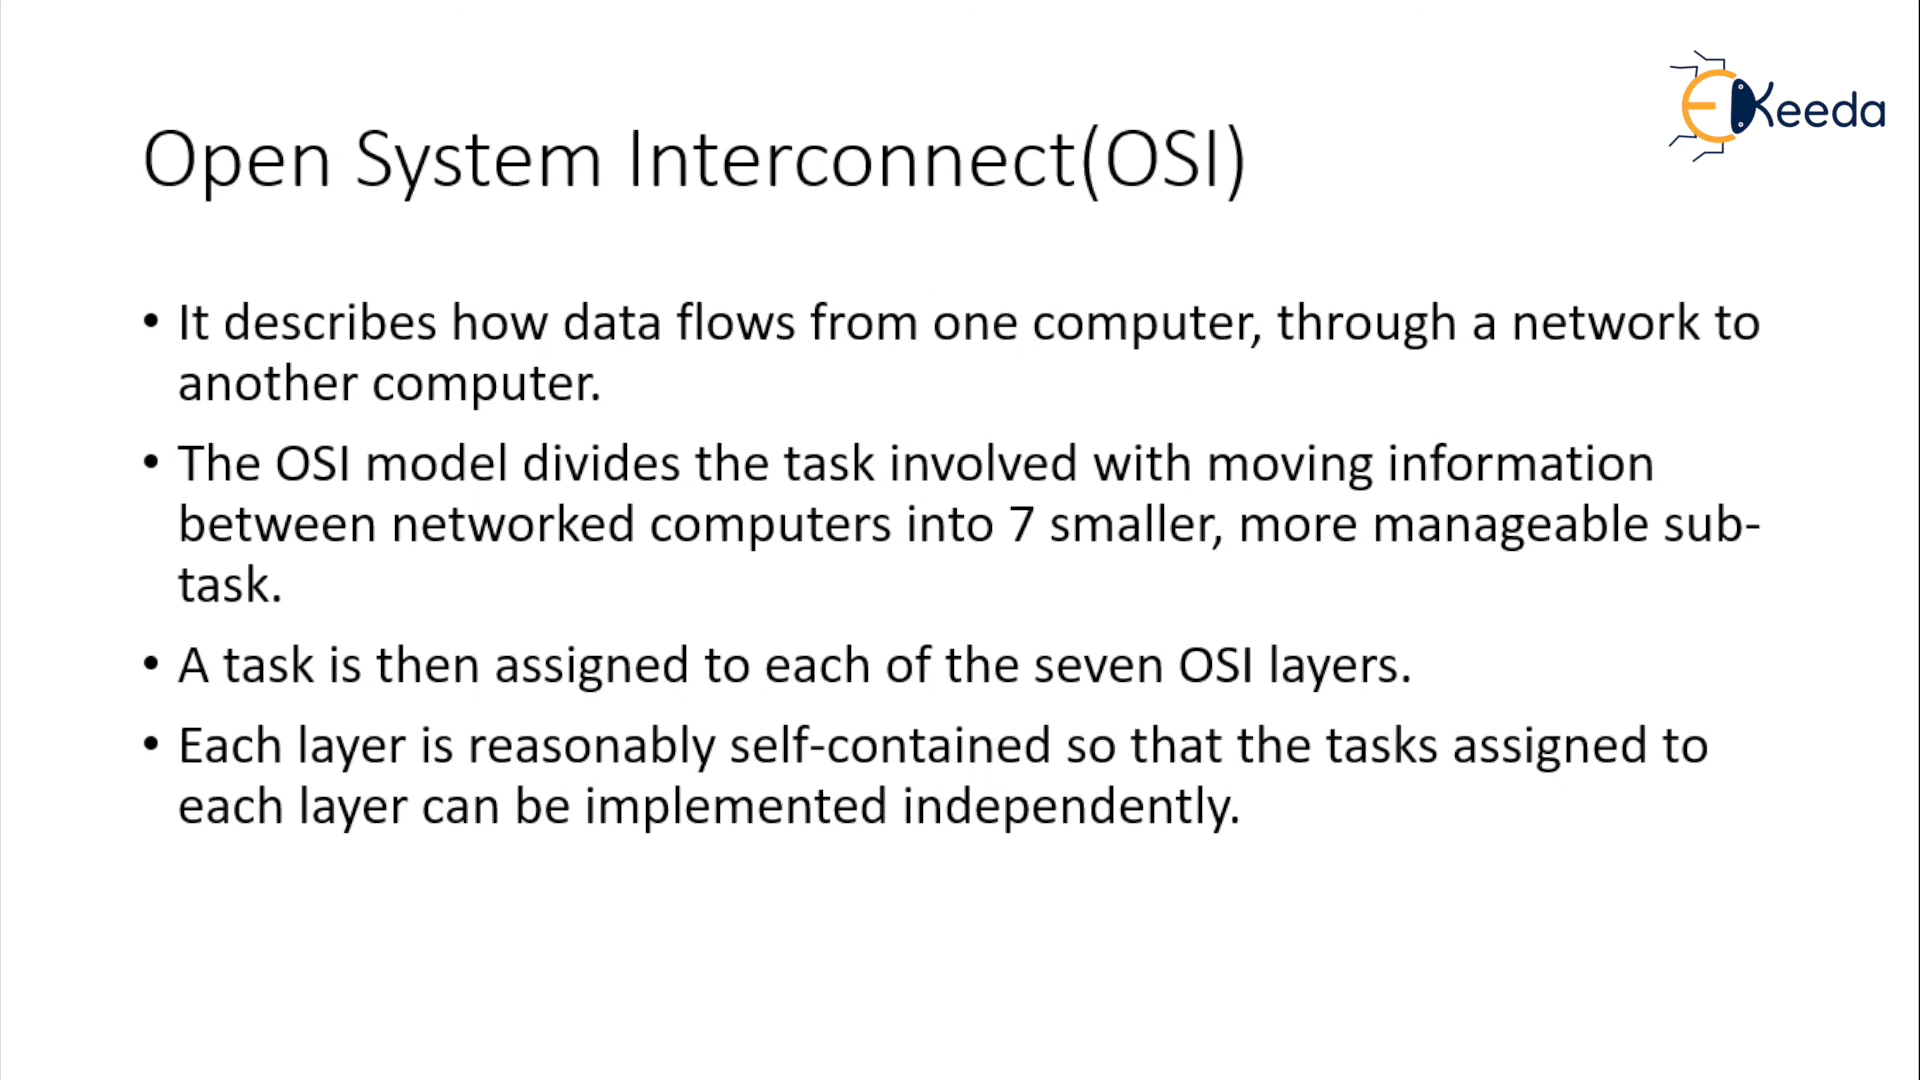 EKeeda
Open System Interconnect(OSI)
• It describes how data flows from one computer, through a network to
another computer.
• The OSI model divides the task involved with moving information
between networked computers into 7 smaller, more manageable sub-
task.
• A task is then assigned to each of the seven OSI layers.
• Each layer is reasonably self-contained so that the tasks assigned to
each layer can be implemented independently.